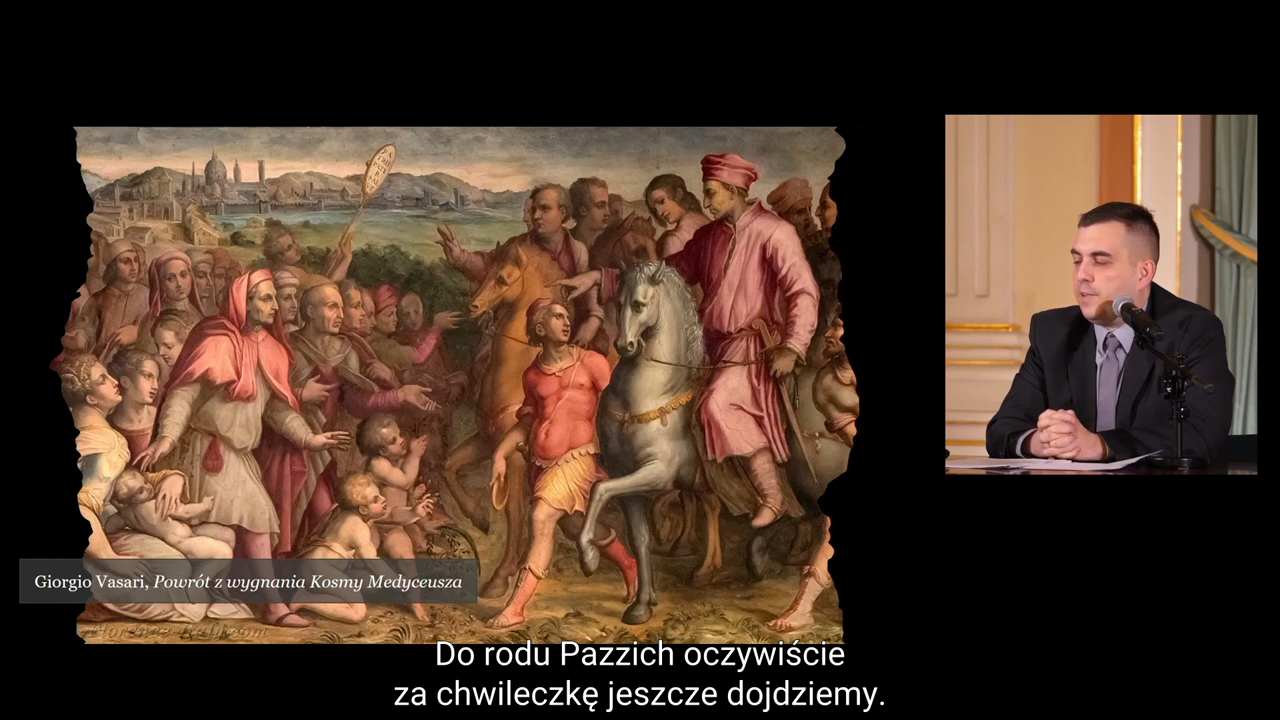 Giorgio Vasari, Powrót z wygnania Kosmy Medyceusza
Do rodu Pazzich oczywiście
za chwileczkę jeszcze dojdziemy.